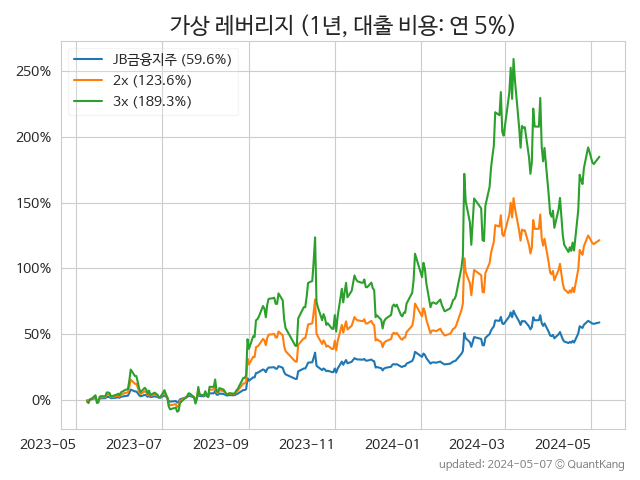 가상 레버리지 (1년, 대출 비용: 연 5%)
JB금융지주 (59.6%)
2x (123.6%)
3x (189.3%)
250%
200%
150%
100%
50%
0%
2023-05
2023-07
2023-09
2023-11
2024-01
2024-03
2024-05
updated: 2024-05-07 © QuantKang